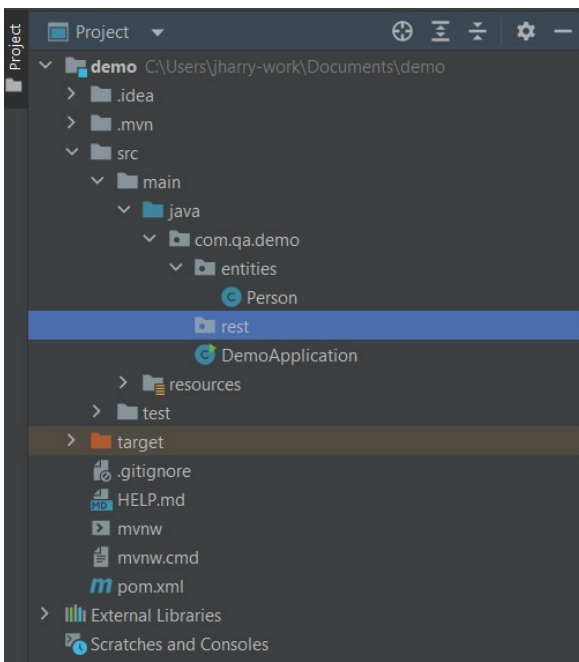 Project
Project
demo C:\Users\jharry-work\Documents\demo
.idea
.mvn
src
main
java
com.qa.demo
entities
C Person
rest
C DemoApplication
resources
test
target
.gitignore
MD HELP.md
mvnw
mvnw.cmd
m pom.xml
External Libraries
Scratches and Consoles